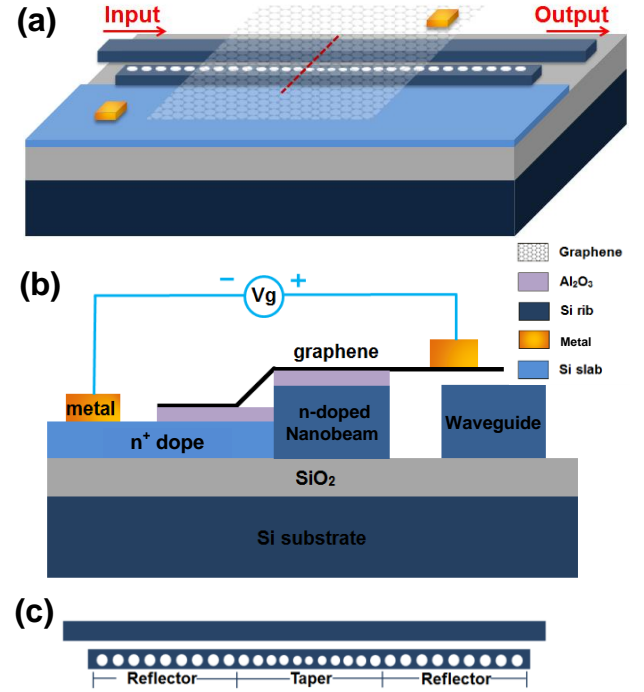 (a)
Input
Output
Graphene
Al₂O₃
Si rib
Metal
Si slab
(b)
− Vg +
graphene
metal
n⁺ dope
n-doped
Nanobeam
Waveguide
SiO₂
Si substrate
(c)
Reflector Taper Reflector